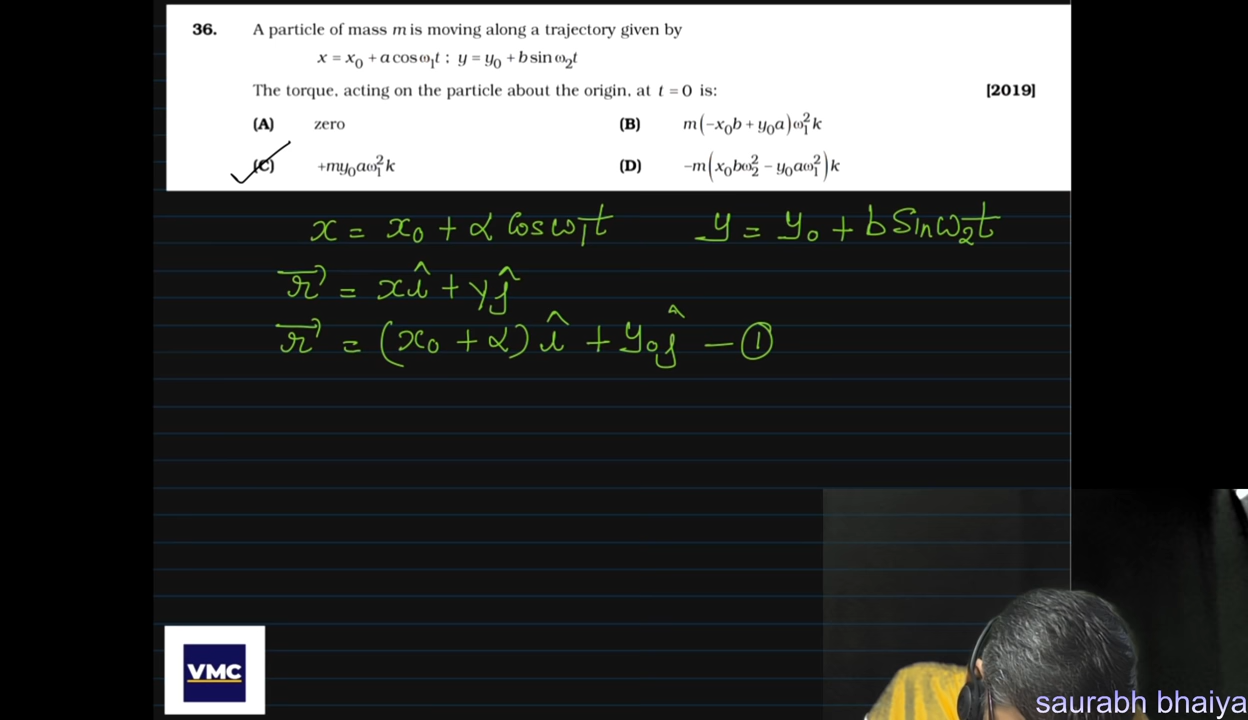 36. A particle of mass m is moving along a trajectory given by
x = x₀ + a cos ω₁t ; y = y₀ + b sin ω₂t
The torque, acting on the particle about the origin, at t = 0 is: [2019]
(A) zero (B) m(−x₀b + y₀a)ω₁²k
(C) +my₀aω₁²k (D) −m(x₀bω₂² − y₀aω₁²)k
x = x₀ + α Cos ω₁t y = y₀ + b Sin ω₂t
r⃗ = xî + yĵ
r⃗ = (x₀ + α) î + y₀ĵ – ①
VMC
saurabh bhaiya